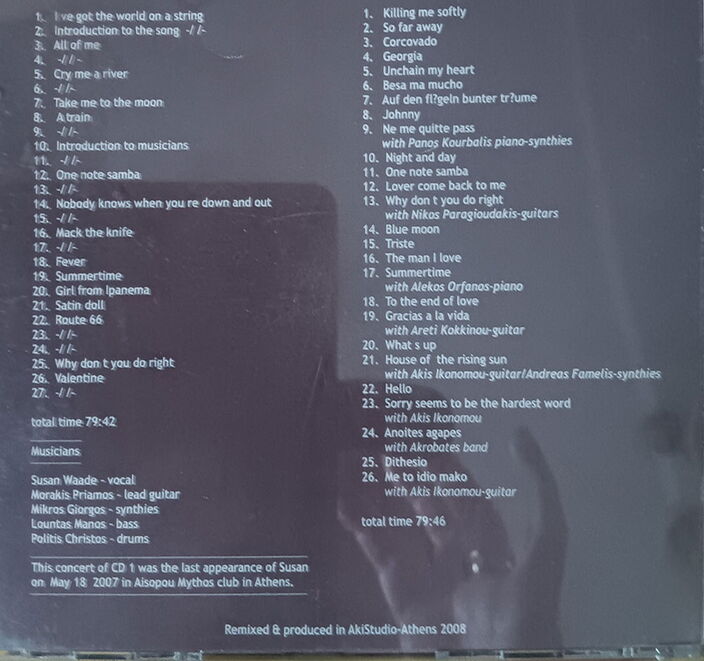 1. I ve got the world on a string
2. Introduction to the song -//-
3. All of me
4. -//-
5. Cry me a river
6. -//-
7. Take me to the moon
8. A train
9. -//-
10. Introduction to musicians
11. -//-
12. One note samba
13. -//-
14. Nobody knows when you re down and out
15. -//-
16. Mack the knife
17. -//-
18. Fever
19. Summertime
20. Girl from Ipanema
21. Satin doll
22. Route 66
23. -//-
24. -//-
25. Why don t you do right
26. Valentine
27. -//-
total time 79:42
Musicians
Susan Waade - vocal
Morakis Priamos - lead guitar
Mikros Giorgos - synthies
Lountas Manos - bass
Politis Christos - drums
This concert of CD 1 was the last appearance of Susan
on May 18 2007 in Aisopou Mythos club in Athens.
1. Killing me softly
2. So far away
3. Corcovado
4. Georgia
5. Unchain my heart
6. Besa ma mucho
7. Auf den fl?geln bunter tr?ume
8. Johnny
9. Ne me quitte pass
with Panos Kourbalis piano-synthies
10. Night and day
11. One note samba
12. Lover come back to me
13. Why don t you do right
with Nikos Paragioudakis-guitars
14. Blue moon
15. Triste
16. The man I love
17. Summertime
with Alekos Orfanos-piano
18. To the end of love
19. Gracias a la vida
with Areti Kokkinou-guitar
20. What s up
21. House of the rising sun
with Akis Ikonomou-guitar/Andreas Famelis-synthies
22. Hello
23. Sorry seems to be the hardest word
with Akis Ikonomou
24. Anoites agapes
with Akrobates band
25. Dithesio
26. Me to idio mako
with Akis Ikonomou-guitar
total time 79:46
Remixed & produced in AkiStudio-Athens 2008